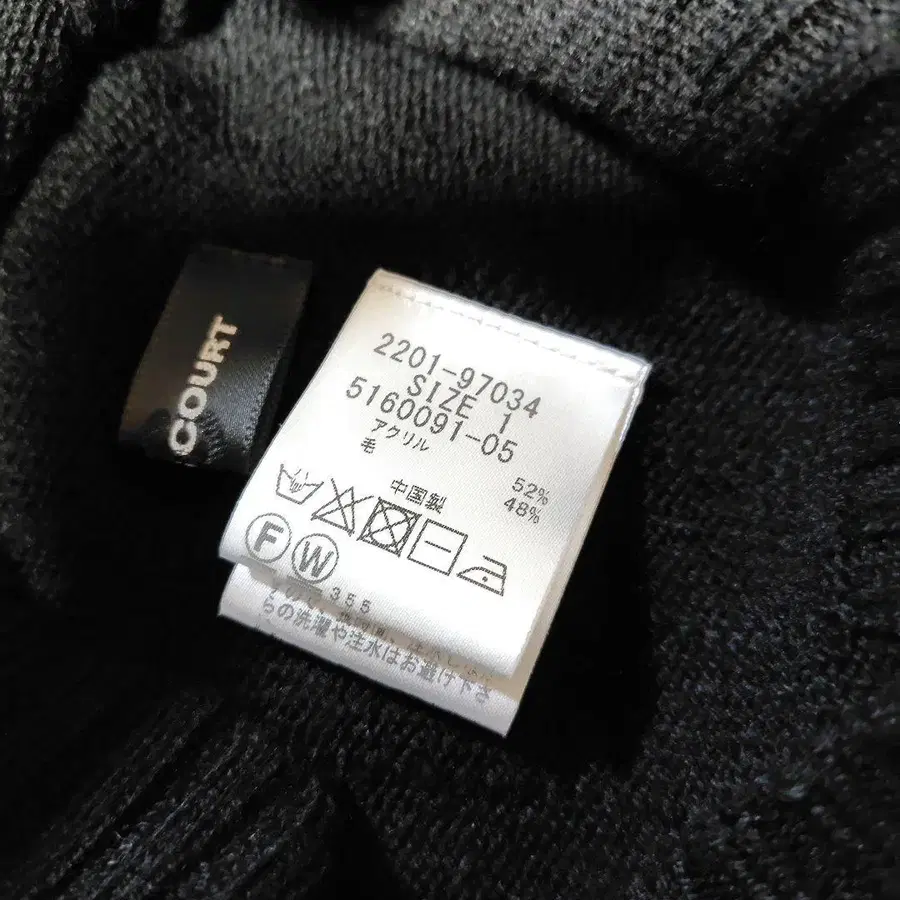 COURT
2201-97034
SIZE 1
5160091-05
アクリル 52%
毛 48%
中国製
F W
355
らの洗濯や注水はお避け下さ